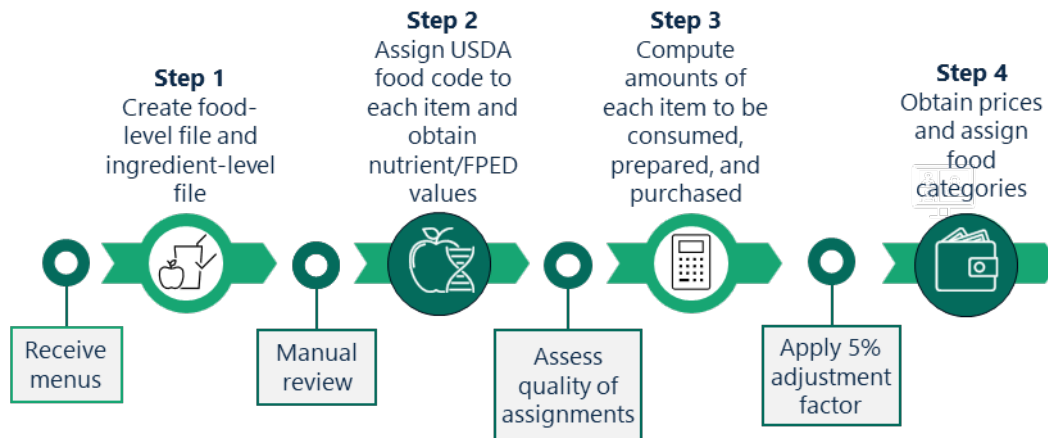 Step 1
Create food-
level file and
ingredient-level
file
Step 2
Assign USDA
food code to
each item and
obtain
nutrient/FPED
values
Step 3
Compute
amounts of
each item to be
consumed,
prepared, and
purchased
Step 4
Obtain prices
and assign
food
categories
Receive
menus
Manual
review
Assess
quality of
assignments
Apply 5%
adjustment
factor